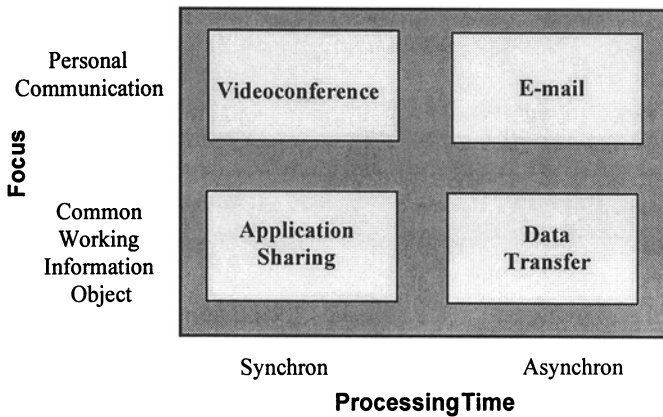 Personal
Communication
Videoconference
E-mail
Focus
Common
Working
Information
Object
Application
Sharing
Data
Transfer
Synchron
Asynchron
ProcessingTime